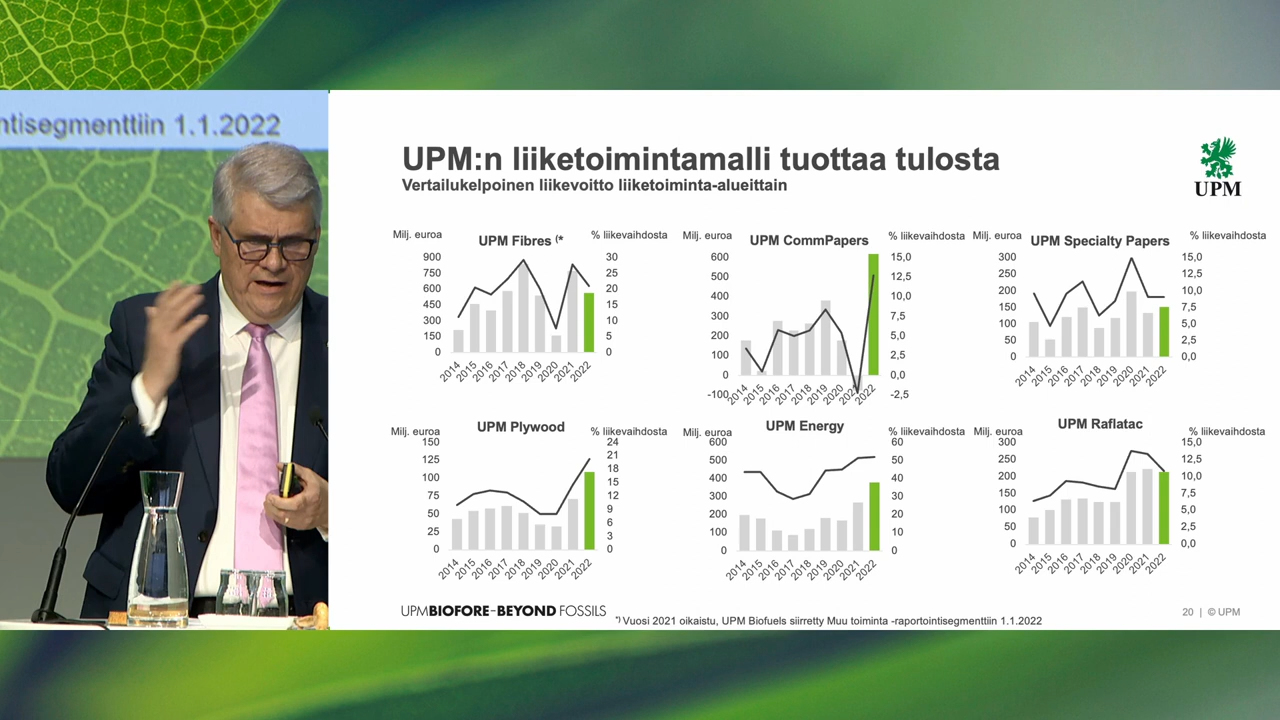 ntisegmenttiin 1.1.2022
UPM:n liiketoimintamalli tuottaa tulosta
Vertailukelpoinen liikevoitto liiketoiminta-alueittain
UPM
Milj. euroa
UPM Fibres (*
% liikevaihdosta
900
750
600
450
300
150
0
30
25
20
15
10
5
0
2014 2015 2016 2017 2018 2019 2020 2021 2022
Milj. euroa
UPM CommPapers
% liikevaihdosta
600
500
400
300
200
100
0
-100
15,0
12,5
10,0
7,5
5,0
2,5
0,0
-2,5
2014 2015 2016 2017 2018 2019 2020 2022
Milj. euroa
UPM Specialty Papers
% liikevaihdosta
300
250
200
150
100
50
0
15,0
12,5
10,0
7,5
5,0
2,5
0,0
2014 2015 2016 2017 2018 2019 2020 2021 2022
Milj. euroa
UPM Plywood
% liikevaihdosta
150
125
100
75
50
25
0
24
21
18
15
12
9
6
3
0
2014 2015 2016 2017 2018 2019 2020 2021 2022
Milj. euroa
UPM Energy
% liikevaihdosta
600
500
400
300
200
100
0
60
50
40
30
20
10
0
2014 2015 2016 2017 2018 2019 2020 2021 2022
Milj. euroa
UPM Raflatac
% liikevaihdosta
300
250
200
150
100
50
0
15,0
12,5
10,0
7,5
5,0
2,5
0,0
2014 2015 2016 2017 2018 2019 2020 2021 2022
UPM BIOFORE–BEYOND FOSSILS
*) Vuosi 2021 oikaistu, UPM Biofuels siirretty Muu toiminta -raportointisegmenttiin 1.1.2022
20 | © UPM